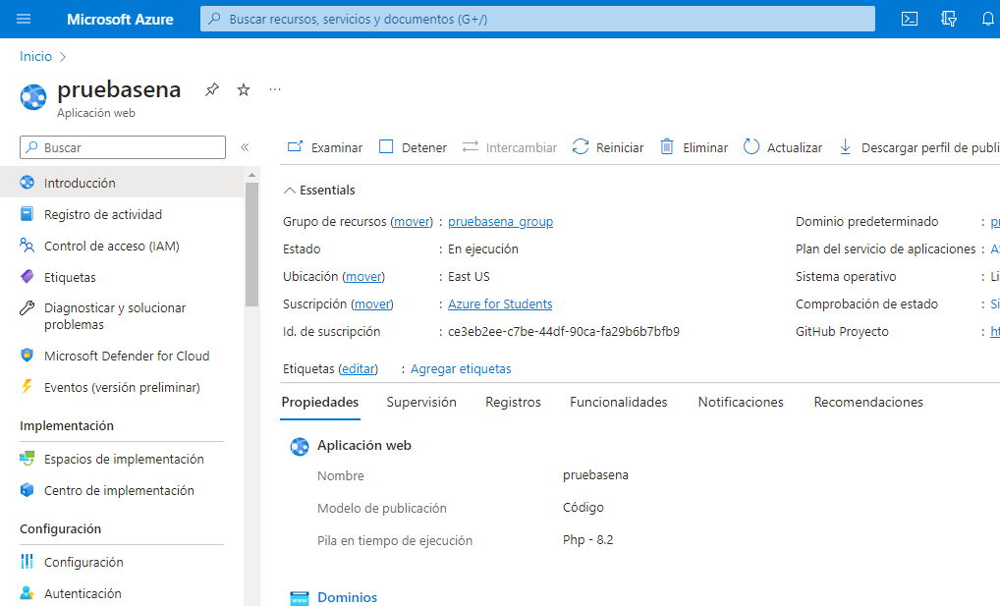 Microsoft Azure
Buscar recursos, servicios y documentos (G+/)
Inicio
pruebasena
Aplicación web
Buscar
Introducción
Registro de actividad
Control de acceso (IAM)
Etiquetas
Diagnosticar y solucionar
problemas
Microsoft Defender for Cloud
Eventos (versión preliminar)
Implementación
Espacios de implementación
Centro de implementación
Configuración
Configuración
Autenticación
Examinar Detener Intercambiar Reiniciar Eliminar Actualizar Descargar perfil de publi
Essentials
Grupo de recursos (mover) : pruebasena_group
Estado : En ejecución
Ubicación (mover) : East US
Suscripción (mover) : Azure for Students
Id. de suscripción : ce3eb2ee-c7be-44df-90ca-fa29b6b7bfb9
Dominio predeterminado : pr
Plan del servicio de aplicaciones : AS
Sistema operativo : Li
Comprobación de estado : Si
GitHub Proyecto : ht
Etiquetas (editar) : Agregar etiquetas
Propiedades Supervisión Registros Funcionalidades Notificaciones Recomendaciones
Aplicación web
Nombre pruebasena
Modelo de publicación Código
Pila en tiempo de ejecución Php - 8.2
Dominios